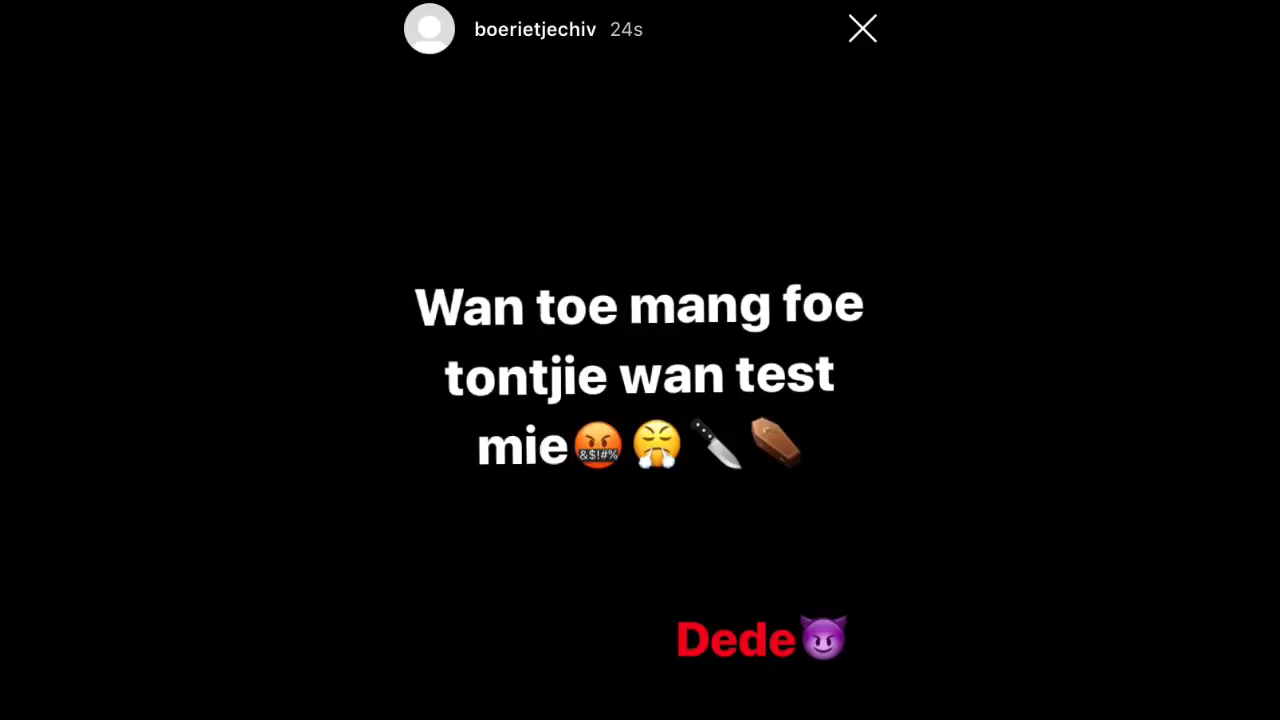 boerietjechiv 24s
Wan toe mang foe
tontjie wan test
mie🤬😤🔪⚰️
Dede😈